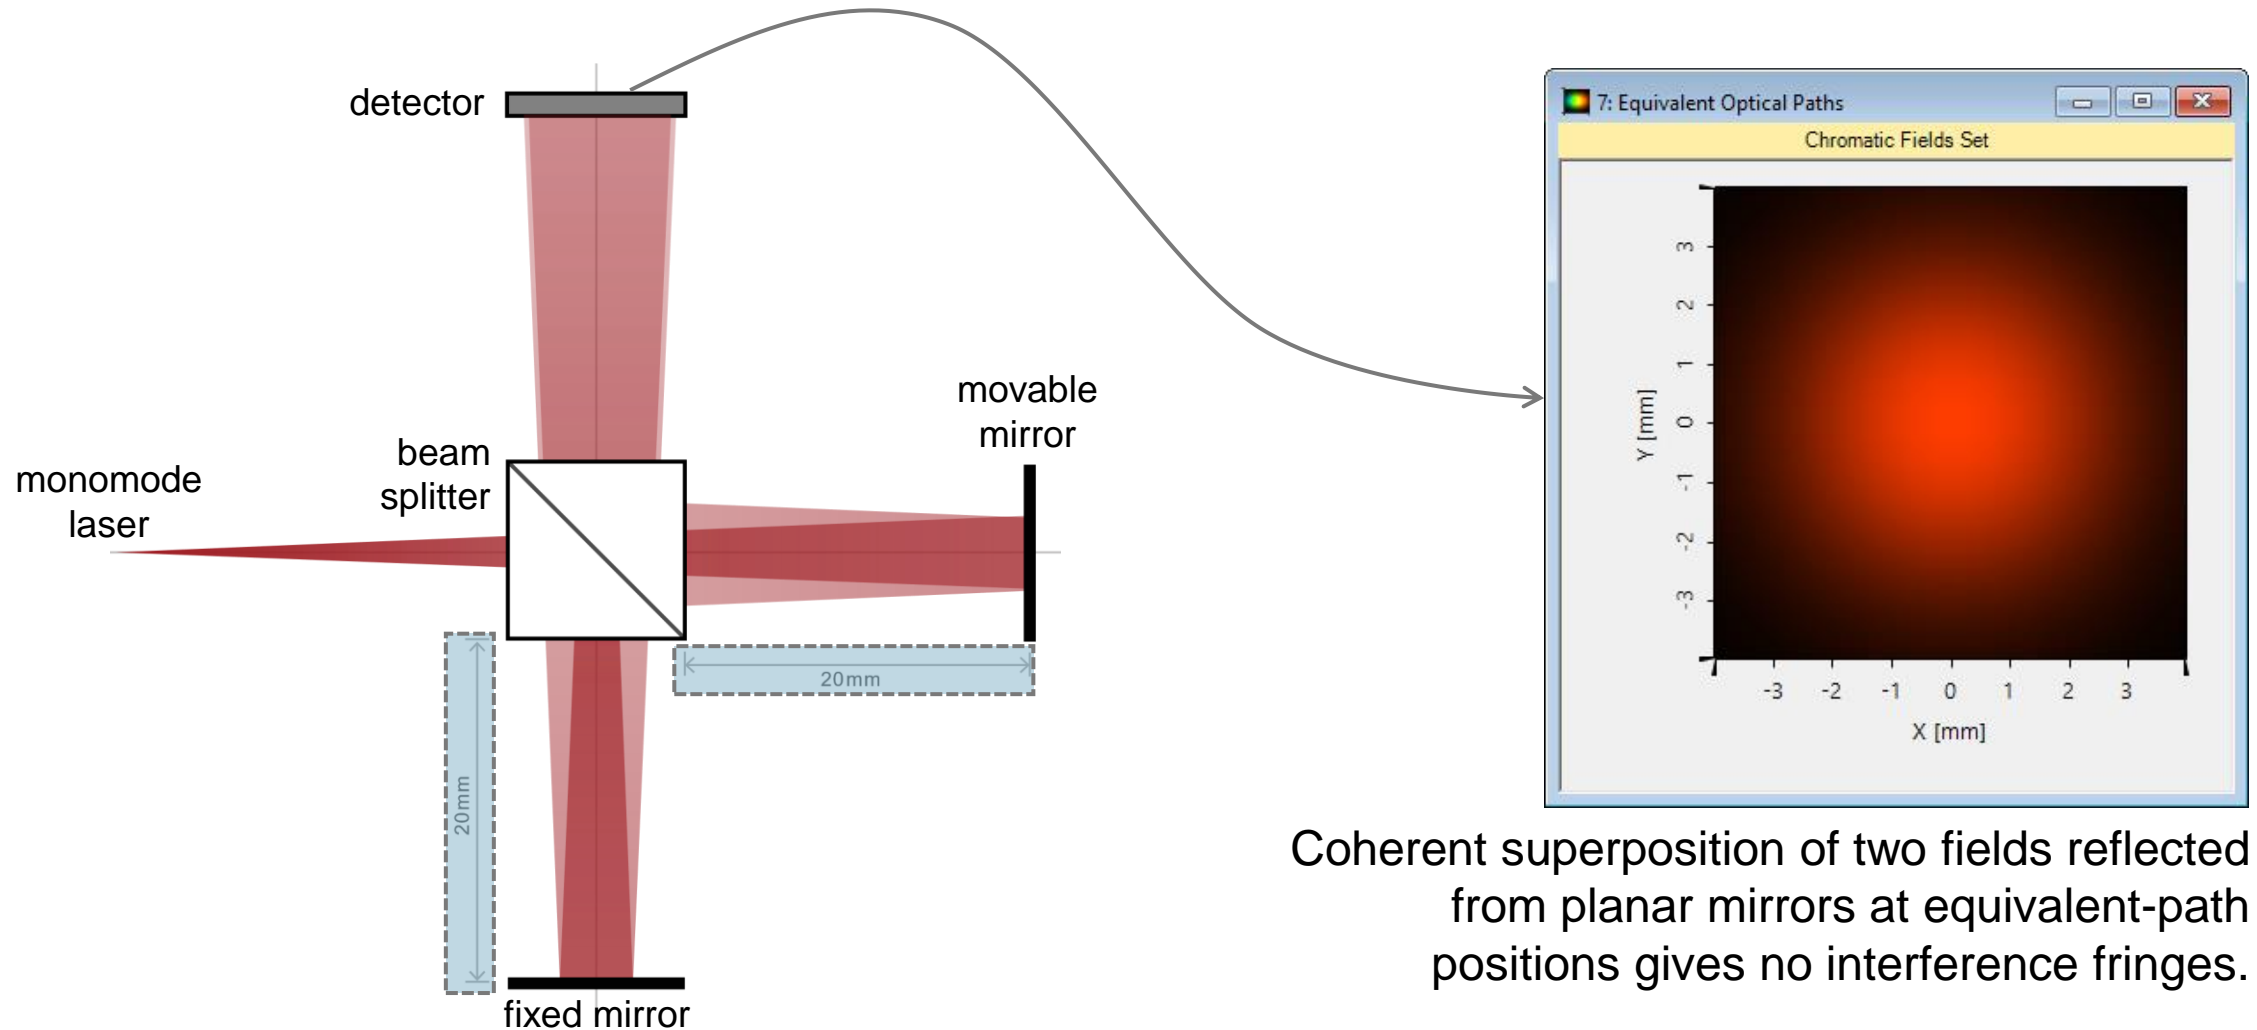 detector
movable
mirror
beam
splitter
monomode
laser
20mm
20mm
fixed mirror
7: Equivalent Optical Paths
Chromatic Fields Set
Y [mm]
3
2
1
0
-1
-2
-3
-3 -2 -1 0 1 2 3
X [mm]
Coherent superposition of two fields reflected
from planar mirrors at equivalent-path
positions gives no interference fringes.